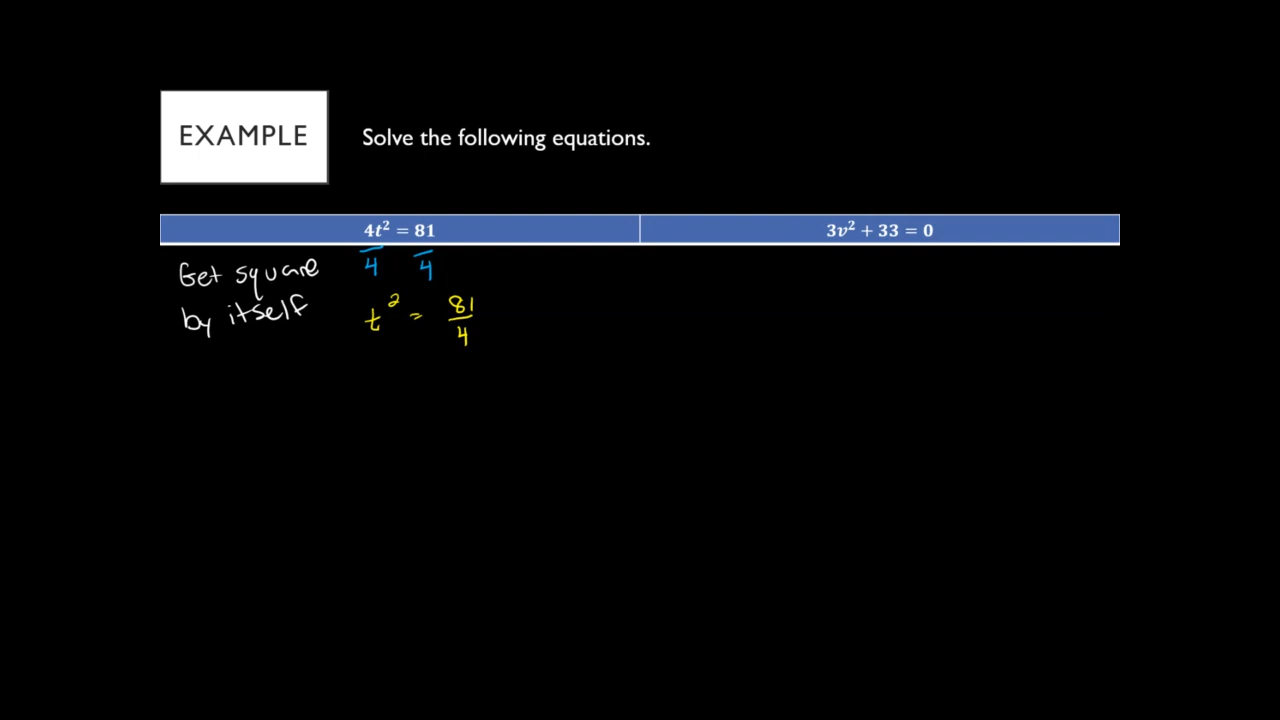 EXAMPLE
Solve the following equations.
4t² = 81
3v² + 33 = 0
Get square
by itself
4 4
t² = 81/4